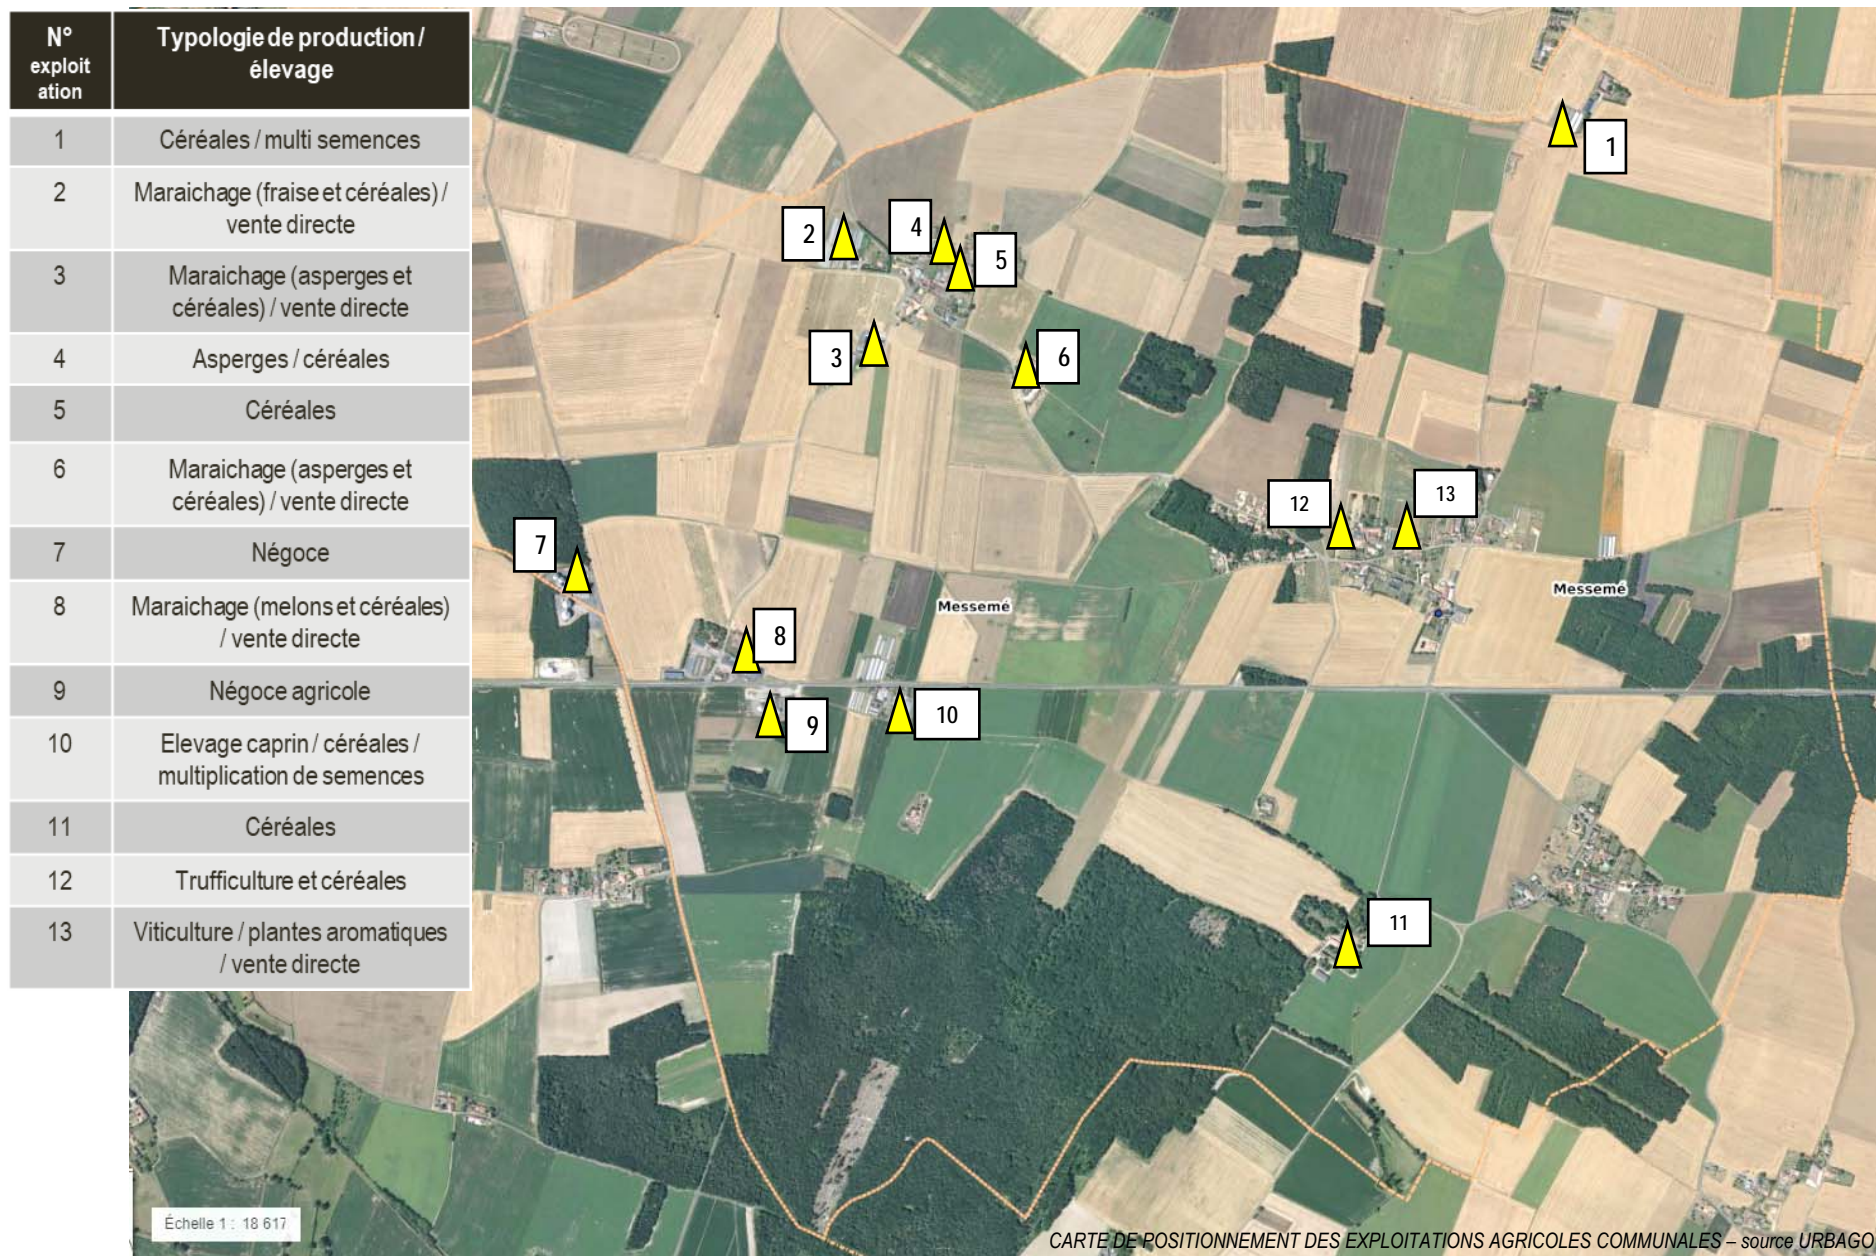 N°
exploit
ation
Typologie de production /
élevage
1
Céréales / multi semences
2
Maraichage (fraise et céréales) /
vente directe
3
Maraichage (asperges et
céréales) / vente directe
4
Asperges / céréales
5
Céréales
6
Maraichage (asperges et
céréales) / vente directe
7
Négoce
8
Maraichage (melons et céréales)
/ vente directe
9
Négoce agricole
10
Elevage caprin / céréales /
multiplication de semences
11
Céréales
12
Trufficulture et céréales
13
Viticulture / plantes aromatiques
/ vente directe
1
2
4
5
3
6
12
13
7
Messemé
Messemé
8
9
10
11
Échelle 1 : 18 617
CARTE DE POSITIONNEMENT DES EXPLOITATIONS AGRICOLES COMMUNALES – source URBAGO